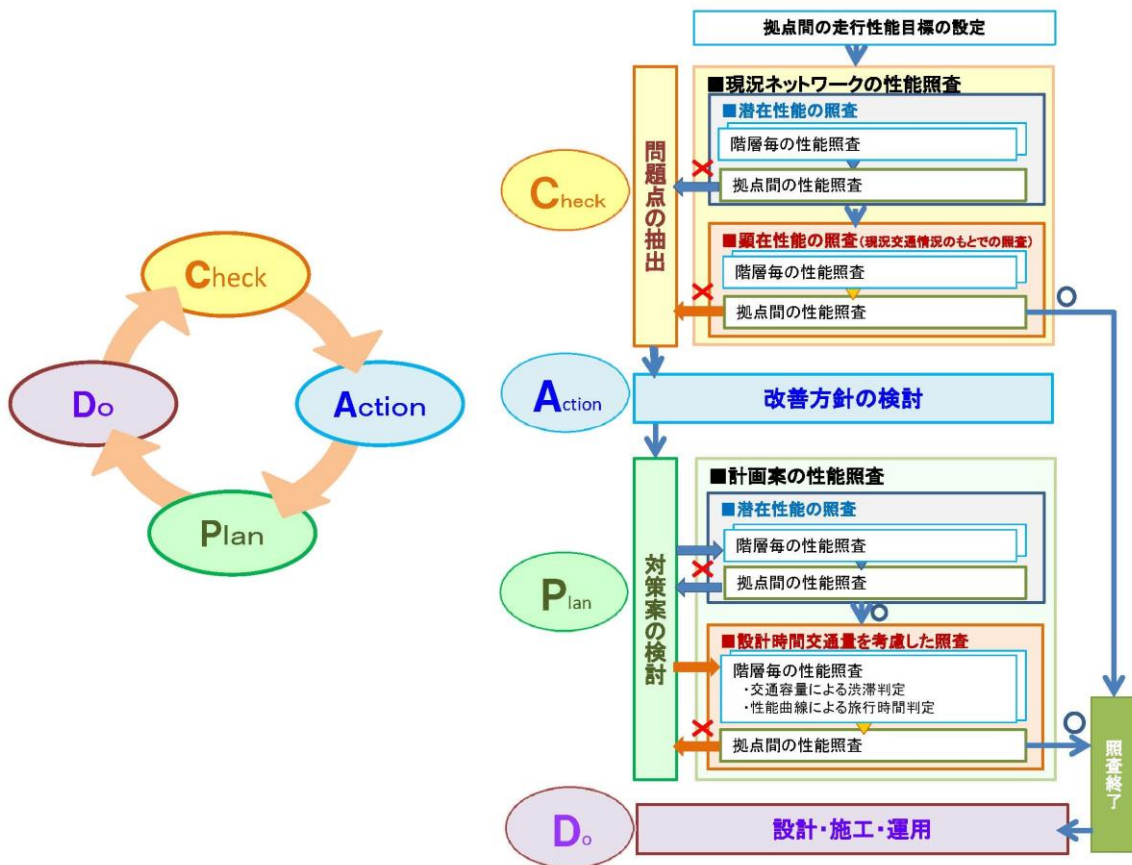 Check
Action
Plan
Do
拠点間の走行性能目標の設定
Check
問題点の抽出
■現況ネットワークの性能照査
■潜在性能の照査
階層毎の性能照査
拠点間の性能照査
■顕在性能の照査(現況交通情況のもとでの照査)
階層毎の性能照査
拠点間の性能照査
Action
改善方針の検討
Plan
対策案の検討
■計画案の性能照査
■潜在性能の照査
階層毎の性能照査
拠点間の性能照査
■設計時間交通量を考慮した照査
階層毎の性能照査
・交通容量による渋滞判定
・性能曲線による旅行時間判定
拠点間の性能照査
照査終了
Do
設計・施工・運用